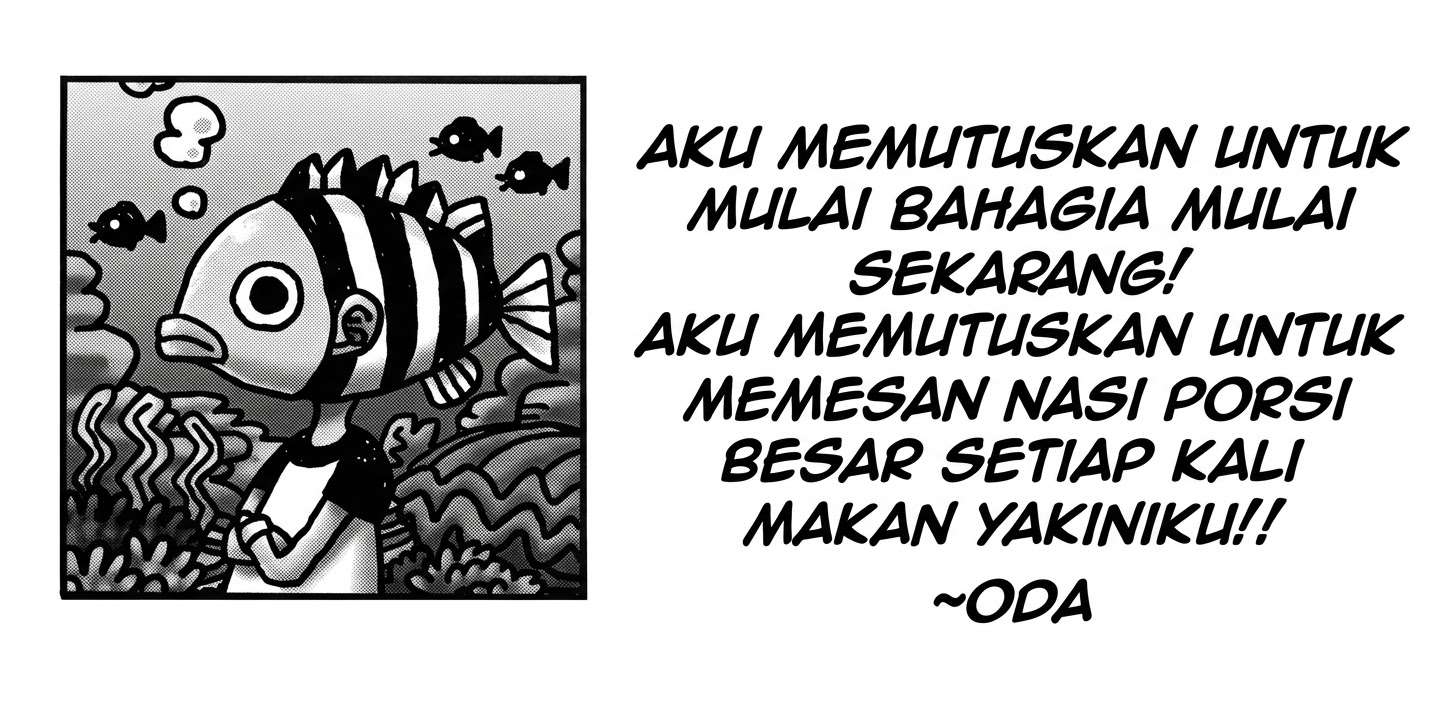 AKU MEMUTUSKAN UNTUK
MULAI BAHAGIA MULAI
SEKARANG!
AKU MEMUTUSKAN UNTUK
MEMESAN NASI PORSI
BESAR SETIAP KALI
MAKAN YAKINIKU!!
~ODA